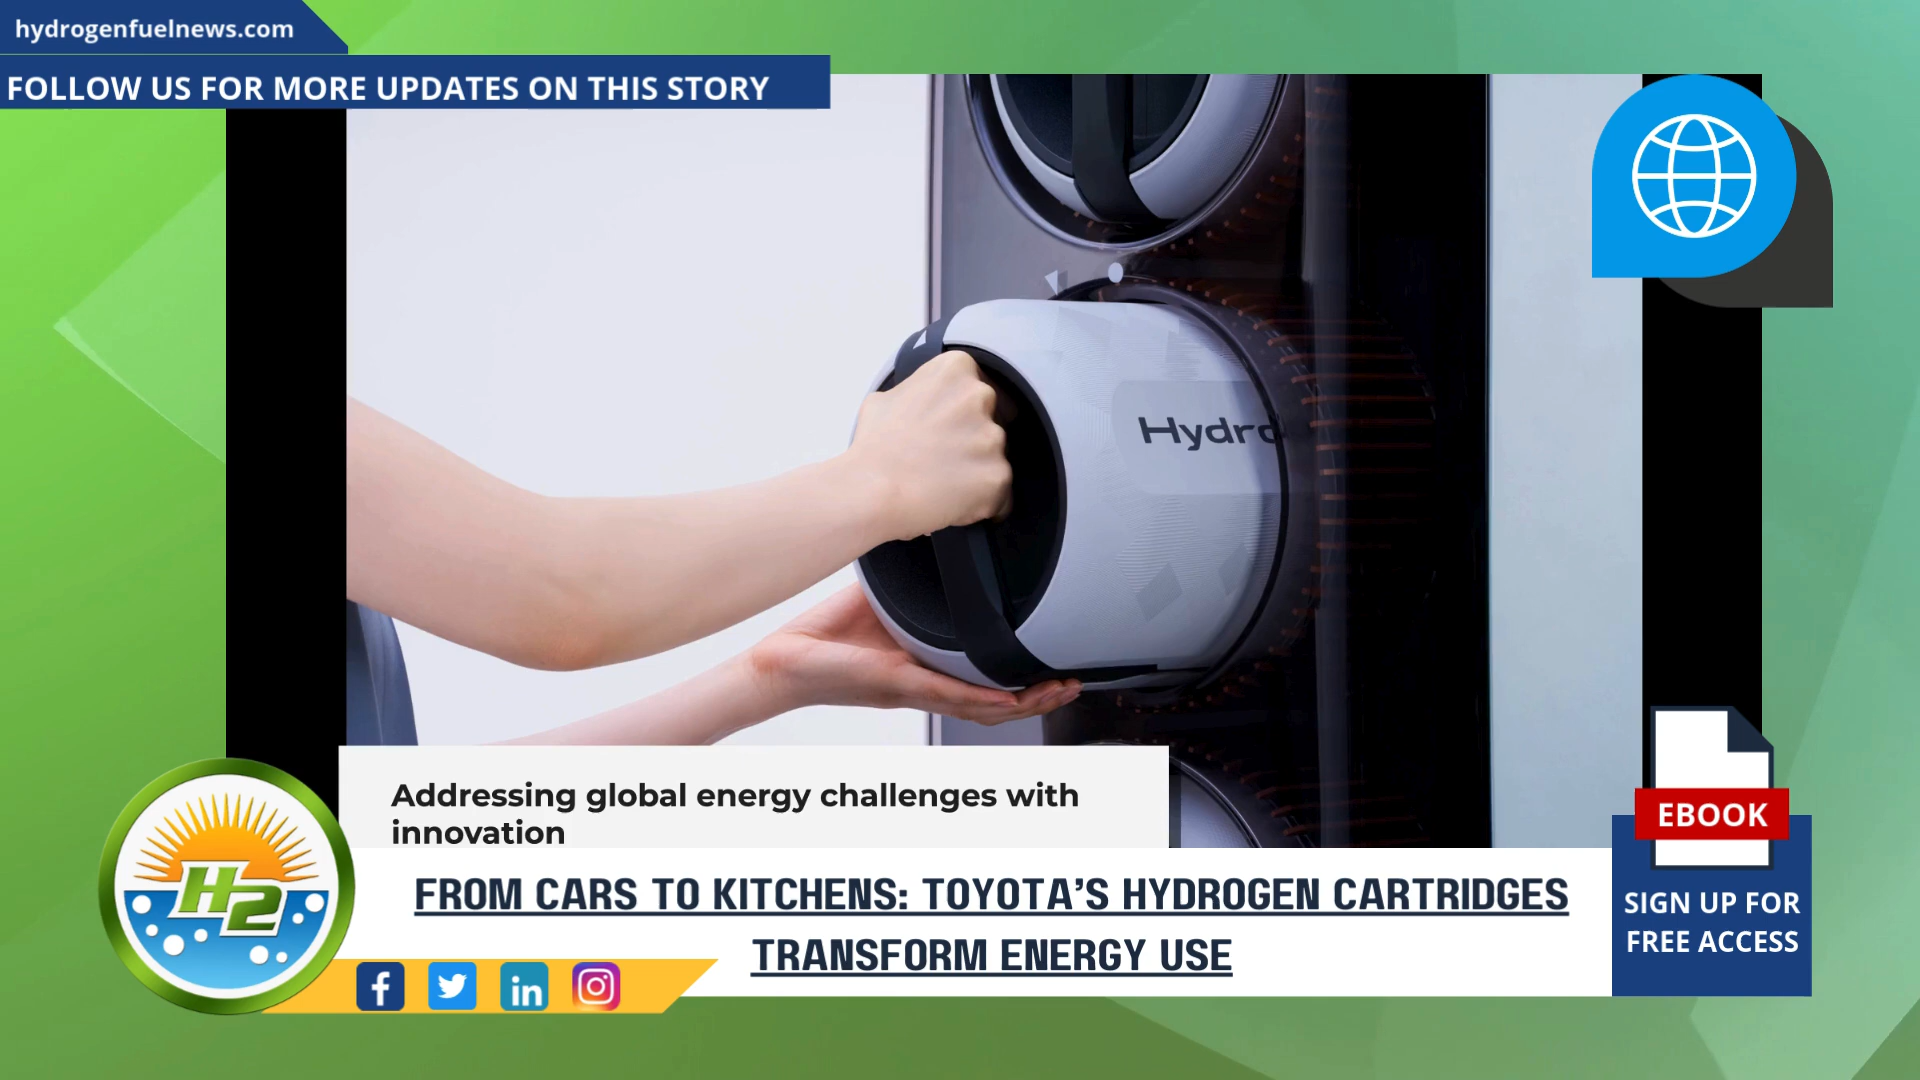 hydrogenfuelnews.com
FOLLOW US FOR MORE UPDATES ON THIS STORY
Hydro
Addressing global energy challenges with
innovation
FROM CARS TO KITCHENS: TOYOTA'S HYDROGEN CARTRIDGES
TRANSFORM ENERGY USE
H2
EBOOK
SIGN UP FOR
FREE ACCESS